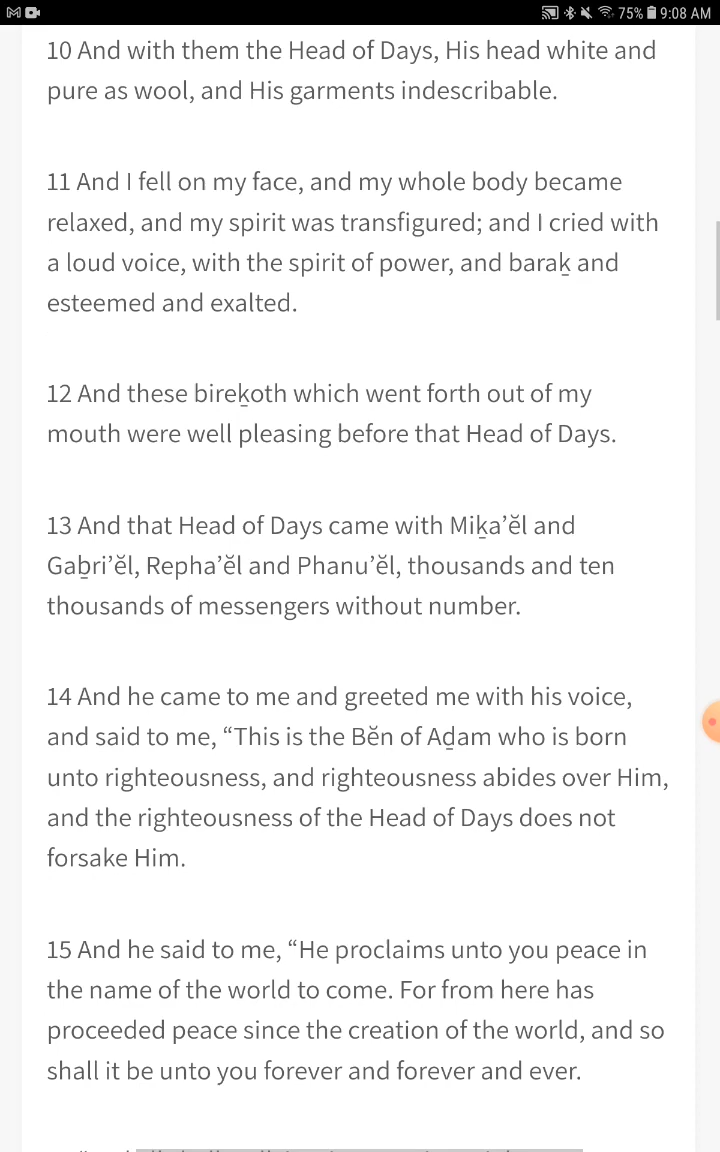 75% 9:08 AM
10 And with them the Head of Days, His head white and
pure as wool, and His garments indescribable.
11 And I fell on my face, and my whole body became
relaxed, and my spirit was transfigured; and I cried with
a loud voice, with the spirit of power, and baraḵ and
esteemed and exalted.
12 And these bireḵoth which went forth out of my
mouth were well pleasing before that Head of Days.
13 And that Head of Days came with Miḵa’ĕl and
Gaḇri’ĕl, Repha’ĕl and Phanu’ĕl, thousands and ten
thousands of messengers without number.
14 And he came to me and greeted me with his voice,
and said to me, “This is the Bĕn of Aḏam who is born
unto righteousness, and righteousness abides over Him,
and the righteousness of the Head of Days does not
forsake Him.
15 And he said to me, “He proclaims unto you peace in
the name of the world to come. For from here has
proceeded peace since the creation of the world, and so
shall it be unto you forever and forever and ever.